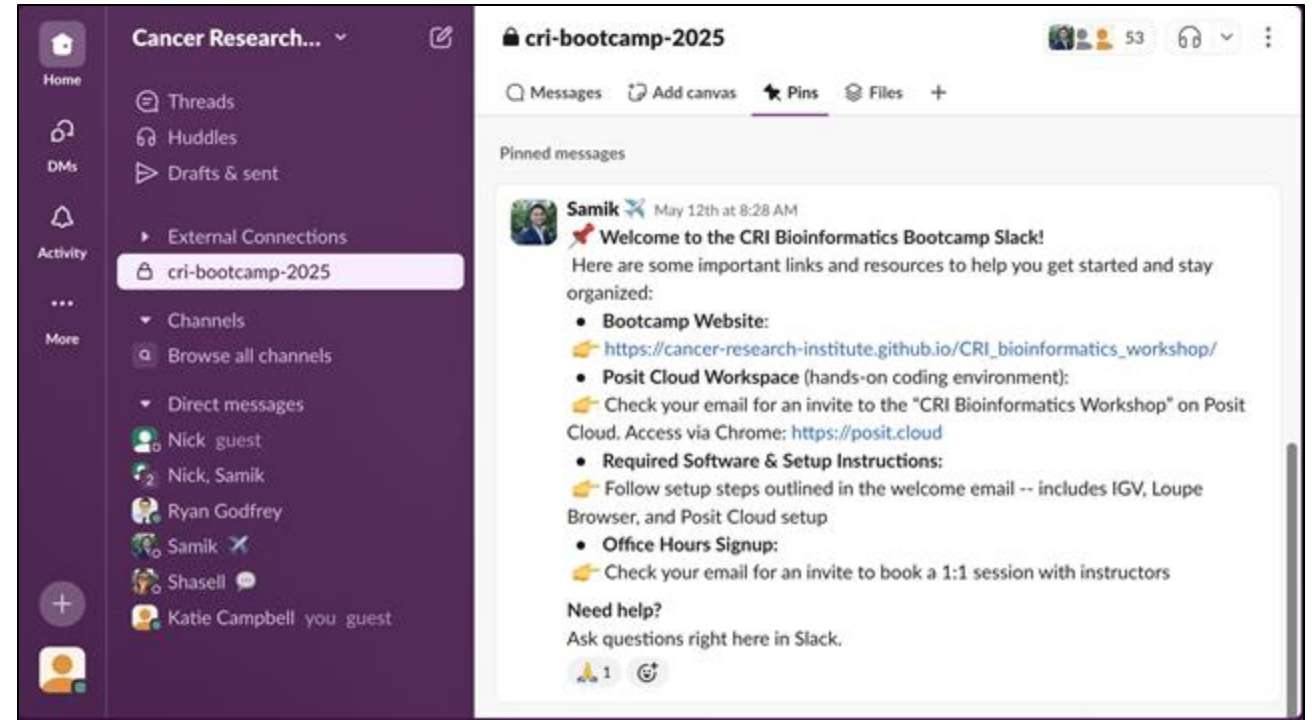 Home
DMs
Activity
More
Cancer Research...
Threads
Huddles
Drafts & sent
External Connections
cri-bootcamp-2025
Channels
Browse all channels
Direct messages
Nick guest
2 Nick, Samik
Ryan Godfrey
Samik
Shasell
Katie Campbell you guest
cri-bootcamp-2025
53
Messages
Add canvas
Pins
Files
Pinned messages
Samik May 12th at 8:28 AM
📌 Welcome to the CRI Bioinformatics Bootcamp Slack!
Here are some important links and resources to help you get started and stay
organized:
• Bootcamp Website:
👉 https://cancer-research-institute.github.io/CRI_bioinformatics_workshop/
• Posit Cloud Workspace (hands-on coding environment):
👉 Check your email for an invite to the “CRI Bioinformatics Workshop” on Posit
Cloud. Access via Chrome: https://posit.cloud
• Required Software & Setup Instructions:
👉 Follow setup steps outlined in the welcome email -- includes IGV, Loupe
Browser, and Posit Cloud setup
• Office Hours Signup:
👉 Check your email for an invite to book a 1:1 session with instructors
Need help?
Ask questions right here in Slack.
🙏 1